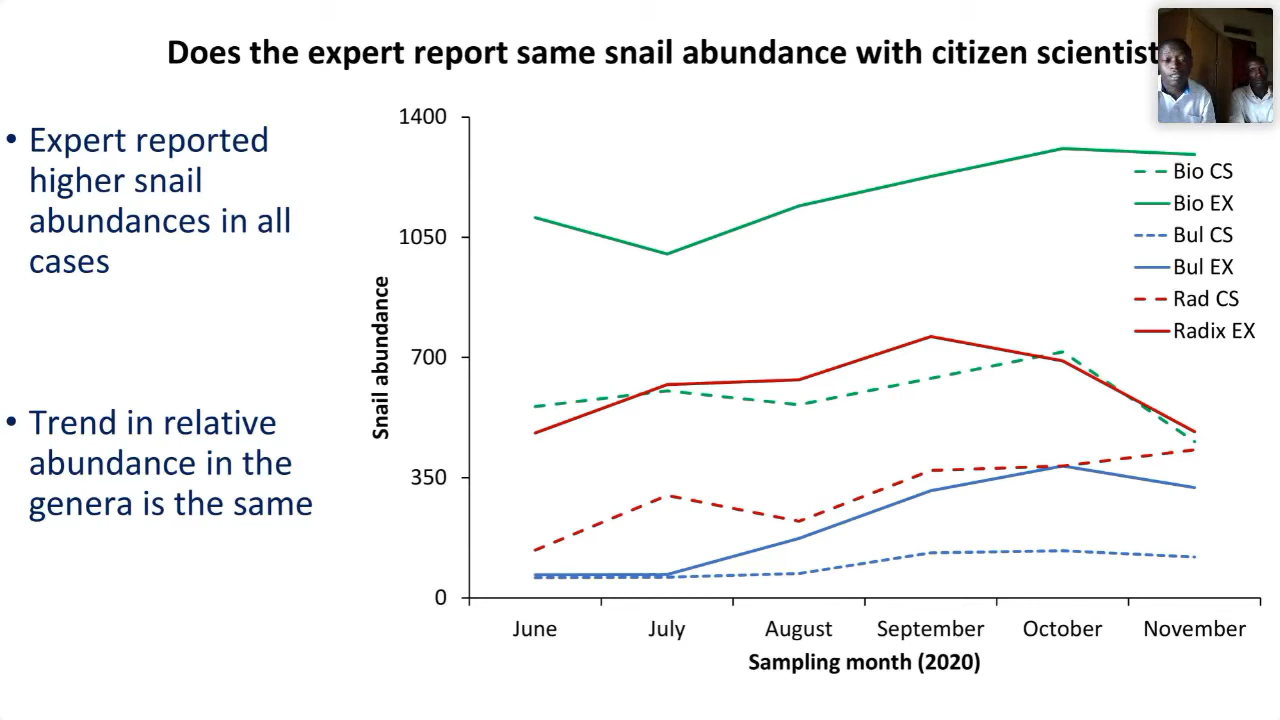 Does the expert report same snail abundance with citizen scientist
• Expert reported
higher snail
abundances in all
cases
• Trend in relative
abundance in the
genera is the same
1400
1050
700
350
0
Snail abundance
June July August September October November
Sampling month (2020)
Bio CS
Bio EX
Bul CS
Bul EX
Rad CS
Radix EX